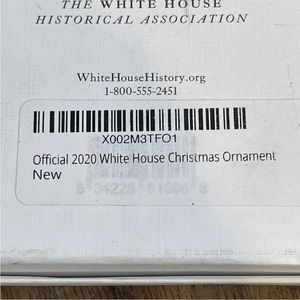 THE WHITE HOUSE
HISTORICAL ASSOCIATION
WhiteHouseHistory.org
1-800-555-2451
X002M3TFO1
Official 2020 White House Christmas Ornament
New